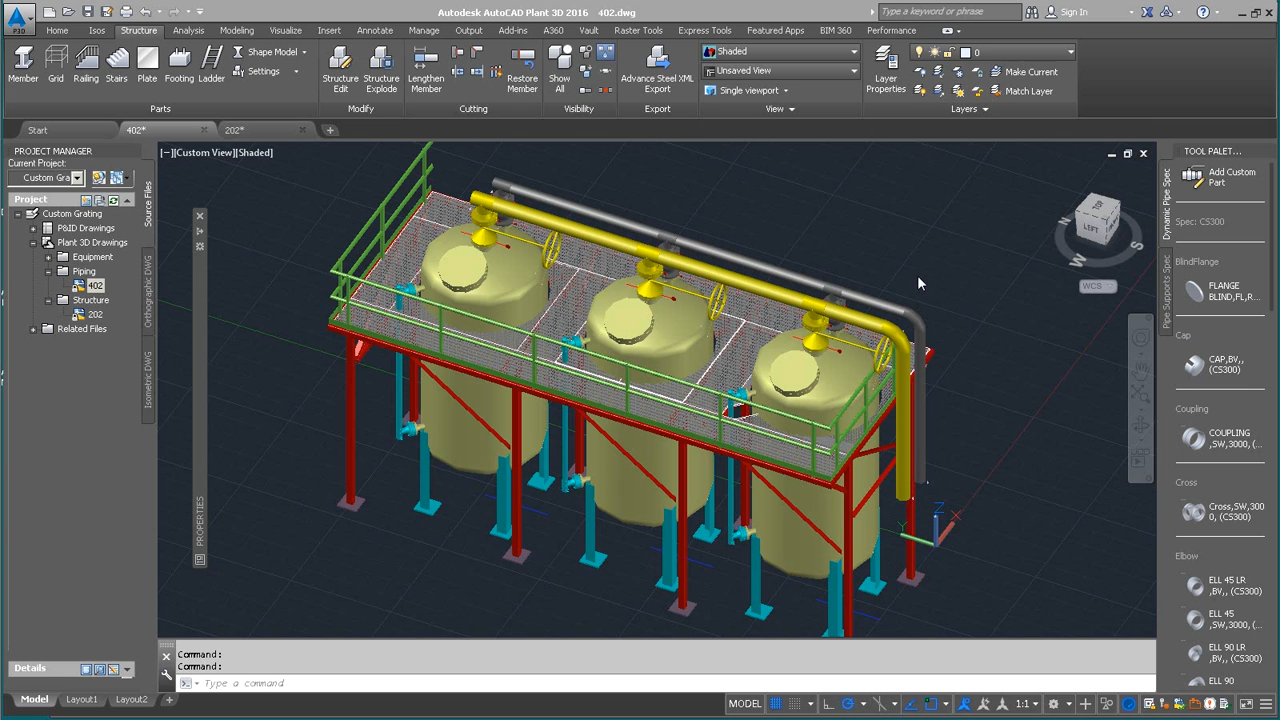 Autodesk AutoCAD Plant 3D 2016 402.dwg
Type a keyword or phrase
Sign In
P3D
Home Isos Structure Analysis Modeling Visualize Insert Annotate Manage Output Add-ins A360 Vault Raster Tools Express Tools Featured Apps BIM 360 Performance
Member Grid Railing Stairs Plate Footing Ladder
Shape Model
Settings
Structure Edit
Structure Explode
Lengthen Member
Restore Member
Show All
Advance Steel XML Export
Shaded
Unsaved View
Single viewport
Layer Properties
0
Make Current
Match Layer
Parts Modify Cutting Visibility Export View Layers
Start 402* 202*
PROJECT MANAGER
Current Project:
Custom Gra
Project
Custom Grating
P&ID Drawings
Plant 3D Drawings
Equipment
Piping
402
Structure
202
Related Files
Details
Source Files
Orthographic DWG
Isometric DWG
[−][Custom View][Shaded]
PROPERTIES
TOP
LEFT
N
S
W
WCS
Z
X
TOOL PALET...
Dynamic Pipe Spec
Pipe Supports Spec
Add Custom Part
Spec: CS300
BlindFlange
FLANGE BLIND,FL,R...
Cap
CAP,BV,, (CS300)
Coupling
COUPLING ,SW,3000, (...
Cross
Cross,SW,300 0, (CS300)
Elbow
ELL 45 LR ,BV,, (CS300)
ELL 45 ,SW,3000, (...
ELL 90 LR ,BV,, (CS300)
ELL 90
Command:
Command:
Type a command
Model Layout1 Layout2
MODEL
1:1